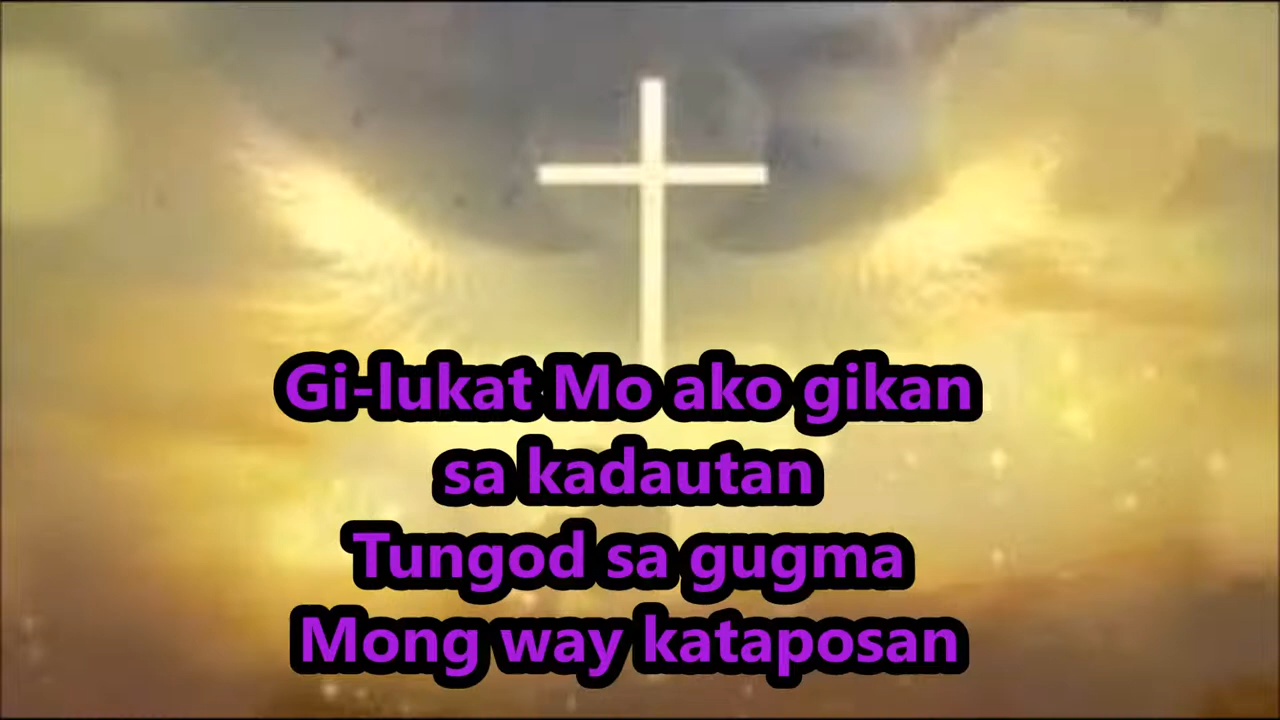 Gi-lukat Mo ako gikan
sa kadautan
Tungod sa gugma
Mong way kataposan